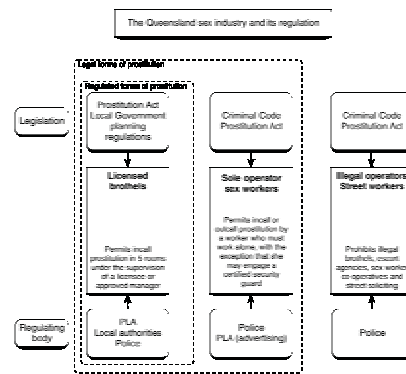 The Queensland sex industry and its regulation
Legal forms of prostitution
Regulated forms of prostitution
Legislation
Prostitution Act
Local Government
planning
regulations
Criminal Code
Prostitution Act
Criminal Code
Prostitution Act
Licensed
brothels
Permits incall
prostitution in 5 rooms
under the supervision
of a licensee or
approved manager
Sole operator
sex workers
Permits incall or
outcall prostitution by
a worker who must
work alone, with
the exception that she
may engage a
certified security
guard
Illegal operators
Street workers
Prohibits illegal
brothels, escort
agencies, sex worker
co-operatives and
street soliciting
Regulating
body
PLA
Local authorities
Police
Police
PLA (advertising)
Police